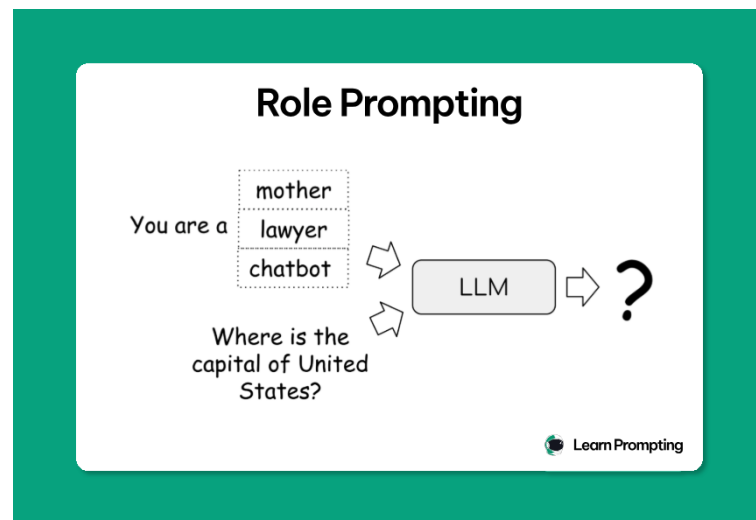 Role Prompting
mother
You are a lawyer
chatbot
LLM
?
Where is the
capital of United
States?
Learn Prompting